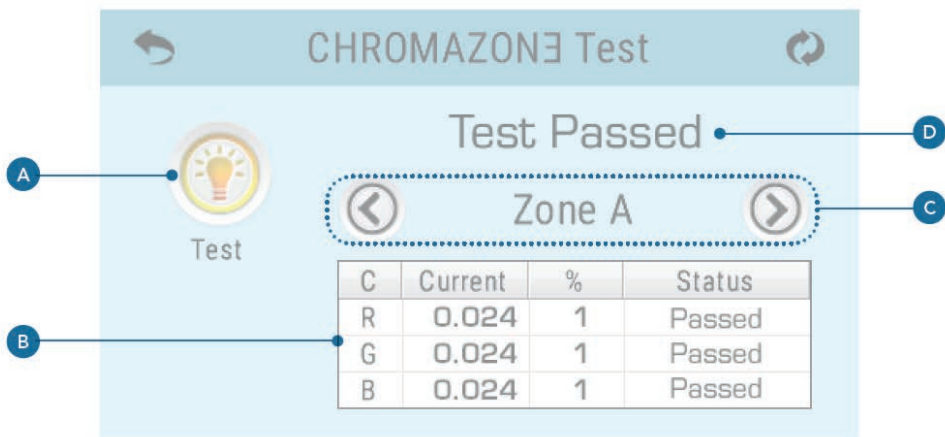 CHROMAZONƎ Test
Test Passed
D
A
Zone A
C
Test
C Current % Status
R 0.024 1 Passed
B
G 0.024 1 Passed
B 0.024 1 Passed